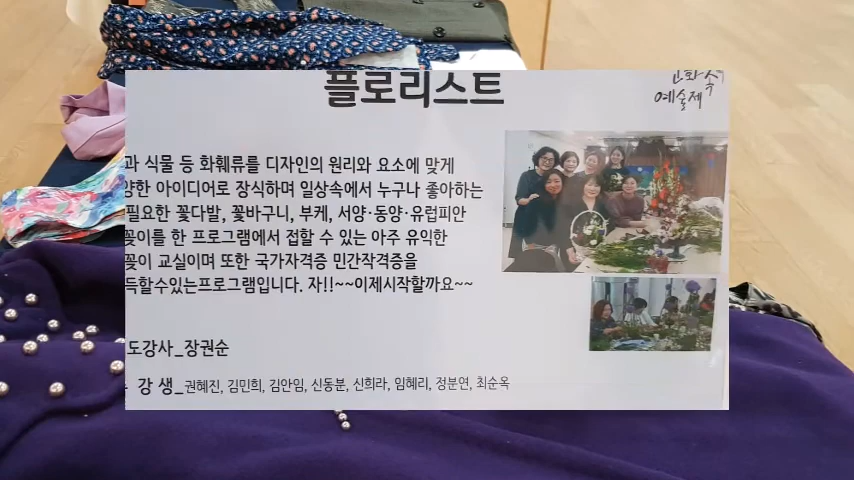 플로리스트
예술제
과 식물 등 화훼류를 디자인의 원리와 요소에 맞게
양한 아이디어로 장식하며 일상속에서 누구나 좋아하는
필요한 꽃다발, 꽃바구니, 부케, 서양·동양·유럽피안
꽂이를 한 프로그램에서 접할 수 있는 아주 유익한
꽂이 교실이며 또한 국가자격증 민간작격증을
득할수있는프로그램입니다. 자!!~~이제시작할까요~~
도강사_장권순
강 생_권혜진, 김민희, 김안임, 신동분, 신희라, 임혜리, 정분연, 최순옥